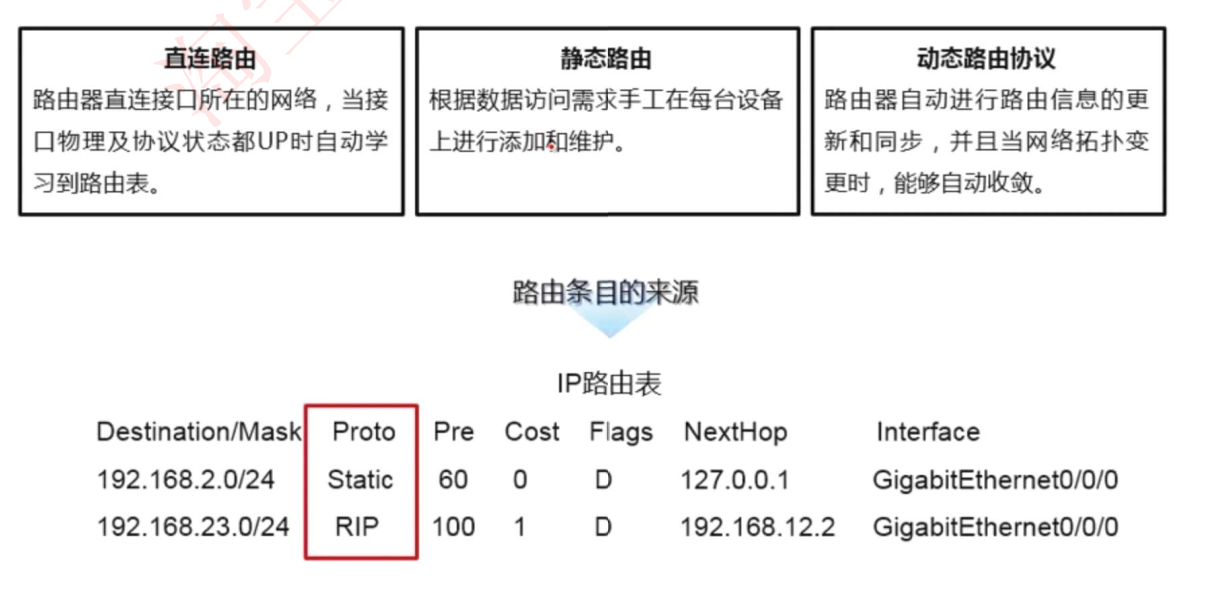 直连路由
路由器直连接口所在的网络，当接
口物理及协议状态都UP时自动学
习到路由表。
静态路由
根据数据访问需求手工在每台设备
上进行添加和维护。
动态路由协议
路由器自动进行路由信息的更
新和同步，并且当网络拓扑变
更时，能够自动收敛。
路由条目的来源
IP路由表
Destination/Mask Proto Pre Cost Flags NextHop Interface
192.168.2.0/24 Static 60 0 D 127.0.0.1 GigabitEthernet0/0/0
192.168.23.0/24 RIP 100 1 D 192.168.12.2 GigabitEthernet0/0/0